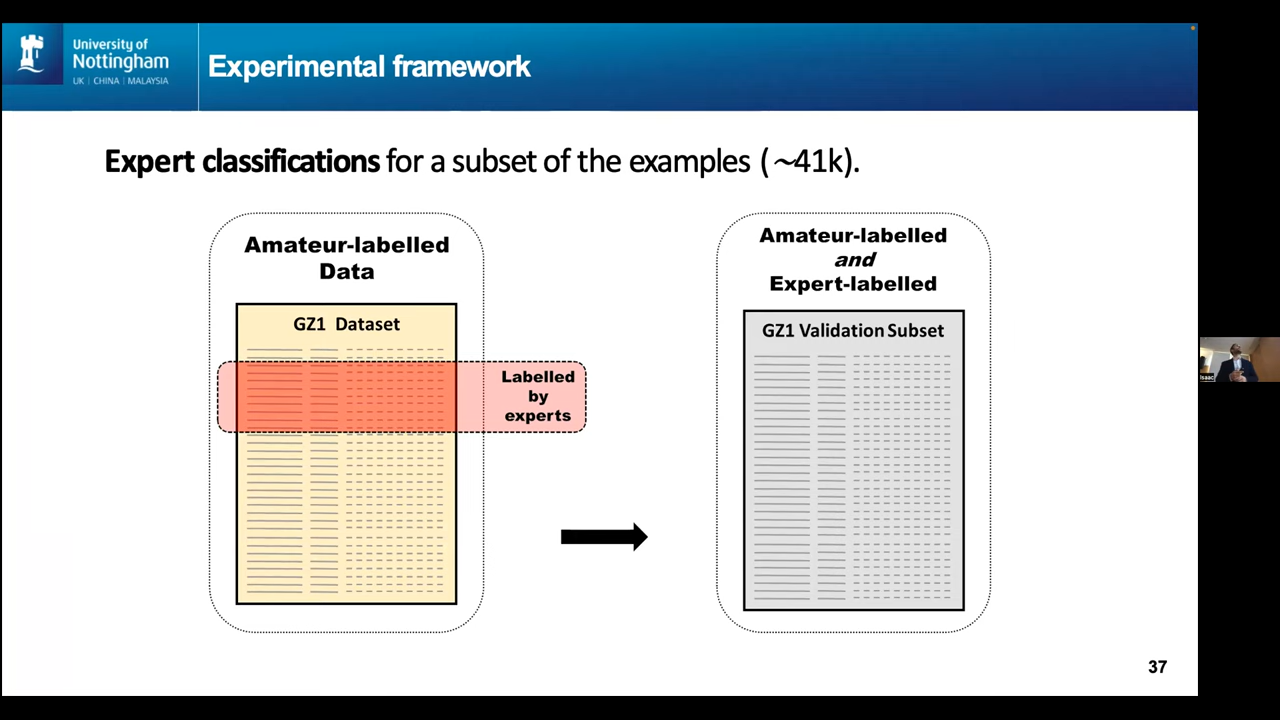 University of
Nottingham
UK | CHINA | MALAYSIA
Experimental framework
Expert classifications for a subset of the examples (~41k).
Amateur-labelled
Data
GZ1 Dataset
Labelled
by
experts
Amateur-labelled
and
Expert-labelled
GZ1 Validation Subset
37
Isaac